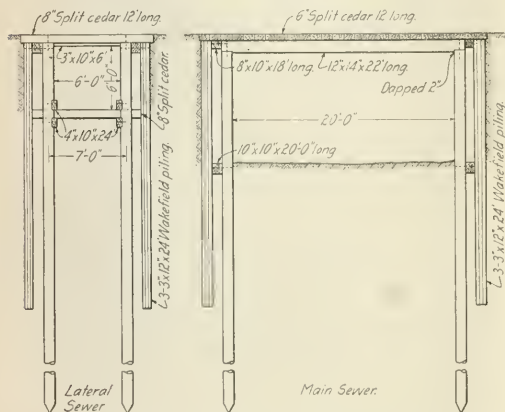 8" Split cedar 12' long.
3"x10"x6'
6'-0"
6'-0"
4"x10"x24'
7'-0"
8" Split cedar.
3-3"x12"x24' Wakefield piling.
Lateral
Sewer
6" Split cedar 12' long.
8"x10"x18' long.
12"x14"x22' long.
Dapped 2"
20'-0"
10"x10"x20'-0" long
3-3"x12"x24' Wakefield piling.
Main Sewer.